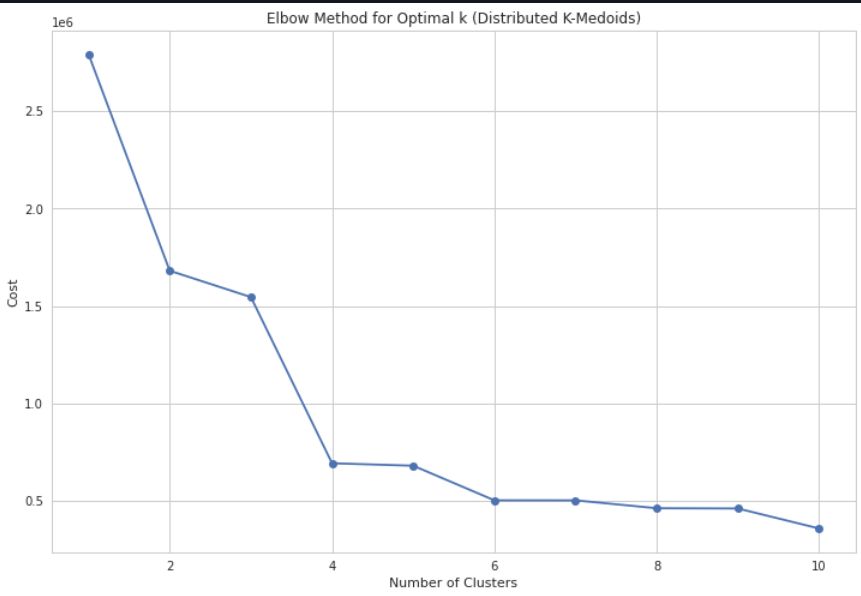 Elbow Method for Optimal k (Distributed K-Medoids)
1e6
2.5
2.0
1.5
1.0
0.5
Cost
2 4 6 8 10
Number of Clusters